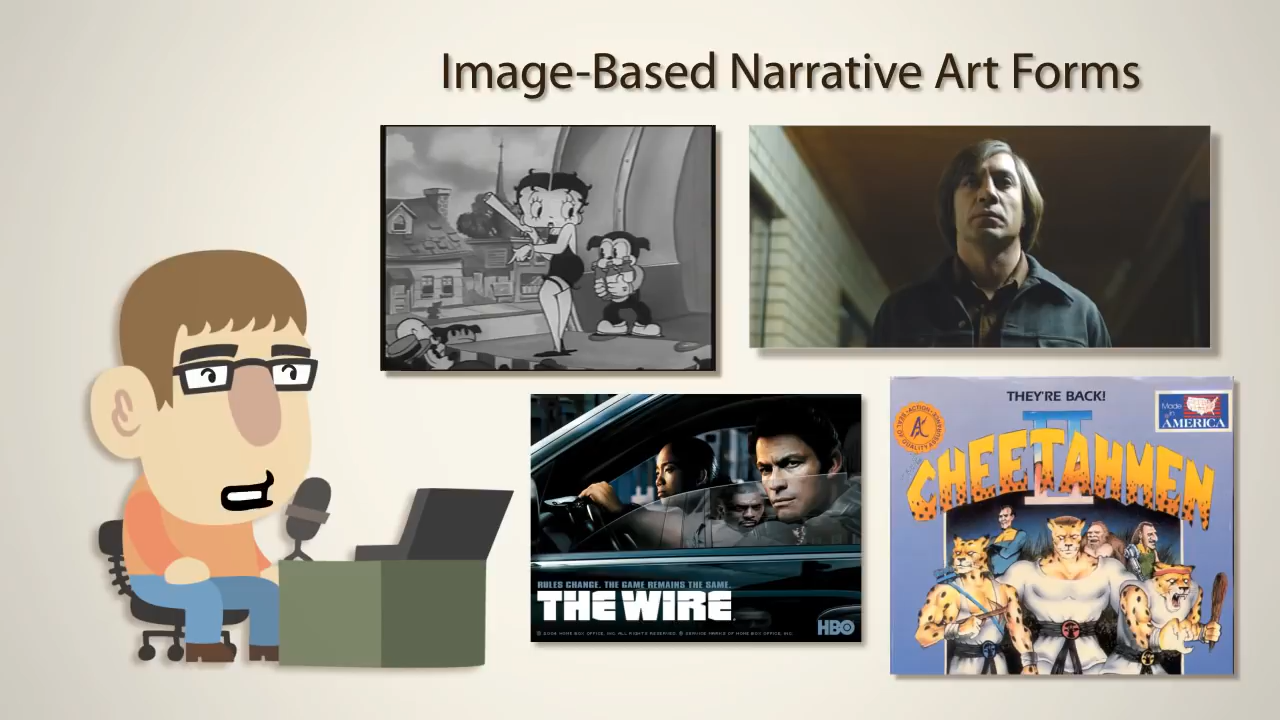 Image-Based Narrative Art Forms
RULES CHANGE. THE GAME REMAINS THE SAME.
THE WIRE
HBO
THEY'RE BACK!
Made
in
AMERICA
II
CHEETAHMEN